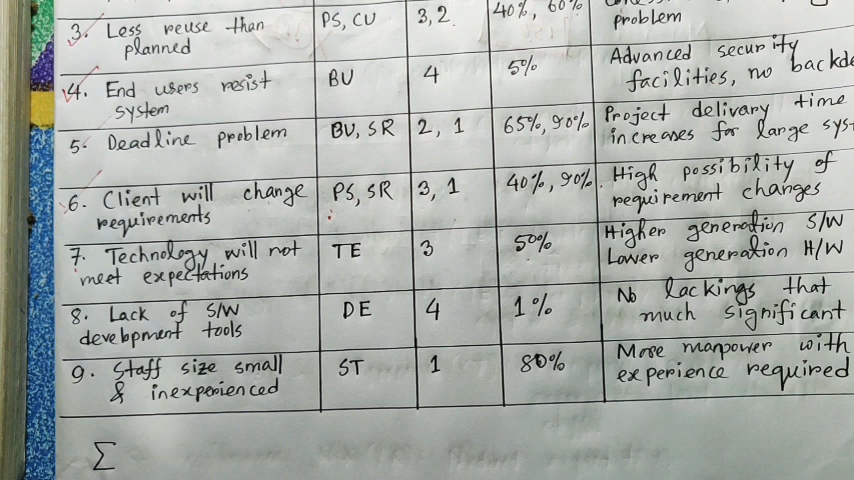 3. Less reuse than planned PS, CU 3, 2 40%, 60% problem
4. End users resist system BU 4 5% Advanced security facilities, no backd
5. Deadline problem BU, SR 2, 1 65%, 90% Project delivary time increases for large sys
6. Client will change requirements PS, SR 3, 1 40%, 90% High possibility of requirement changes
7. Technology will not meet expectations TE 3 50% Higher generation S/W Lower generation H/W
8. Lack of S/W development tools DE 4 1% No lackings that much significant
9. Staff size small & inexperienced ST 1 80% More manpower with experience required
Σ